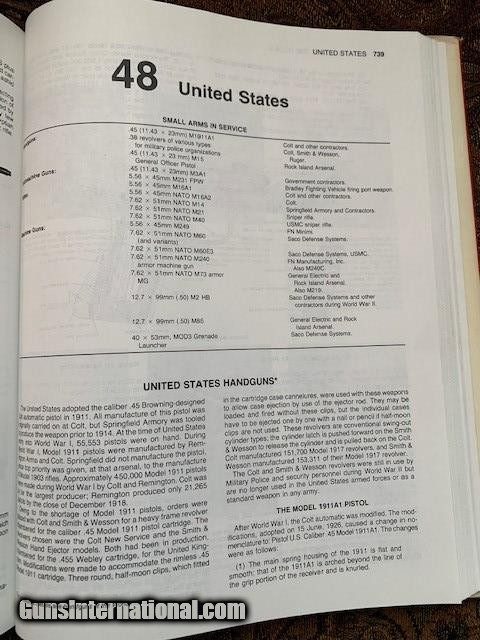 UNITED STATES 739
48 United States
SMALL ARMS IN SERVICE
.45 (11.43 × 23mm) M1911A1
.38 revolvers of various types
for military police organizations
.45 (11.43 × 23 mm) M15
General Officer Pistol
.45 (11.43 × 23mm) M3A1
5.56 × 45mm M231 FPW
5.56 × 45mm M16A1
5.56 × 45mm NATO M16A2
7.62 × 51mm NATO M14
7.62 × 51mm NATO M21
7.62 × 51mm NATO M40
5.56 × 45mm M249
7.62 × 51mm NATO M60
(and variants)
7.62 × 51mm NATO M60E3
7.62 × 51mm NATO M240
armor machine gun
7.62 × 51mm NATO M73 armor
MG
12.7 × 99mm (.50) M2 HB
12.7 × 99mm (.50) M85
40 × 53mm, MOD3 Grenade
Launcher
Colt and other contractors.
Colt, Smith & Wesson,
Ruger.
Rock Island Arsenal.
Government contractors.
Bradley Fighting Vehicle firing port weapon.
Colt and other contractors.
Colt.
Springfield Armory and Contractors.
Sniper rifle.
USMC sniper rifle.
FN Minimi.
Saco Defense Systems.
Saco Defense Systems, USMC.
FN Manufacturing, Inc.
Also M240C.
General Electric and
Rock Island Arsenal.
Also M219.
Saco Defense Systems and other
contractors during World War II.
General Electric and Rock
Island Arsenal.
Saco Defense Systems.
Machine Guns:
UNITED STATES HANDGUNS*
The United States adopted the caliber .45 Browning-designed
automatic pistol in 1911. All manufacture of this pistol was
originally carried on at Colt, but Springfield Armory was tooled
produce the weapon prior to 1914. At the time of United States
into World War I, 55,553 pistols were on hand. During
War I, Model 1911 pistols were manufactured by Rem-
Arms and Colt. Springfield did not manufacture the pistol,
top priority was given, at that arsenal, to the manufacture
1903 rifles. Approximately 450,000 Model 1911 pistols
made during World War I by Colt and Remington. Colt was
the largest producer; Remington produced only 21,265
by the close of December 1918.
to the shortage of Model 1911 pistols, orders were
with Colt and Smith & Wesson for a heavy frame revolver
for the caliber .45 Model 1911 pistol cartridge. The
chosen were the Colt New Service and the Smith &
Hand Ejector models. Both had been in production,
for the .455 Webley cartridge, for the United King-
Modifications were made to accommodate the rimless .45
1911 cartridge. Three round, half-moon clips, which fitted
in the cartridge case cannelures, were used with these weapons
to allow case ejection by use of the ejector rod. They may be
loaded and fired without these clips, but the individual cases
have to be ejected one by one with a nail or pencil if half-moon
clips are not used. These revolvers are conventional swing-out
cylinder types; the cylinder latch is pushed forward on the Smith
& Wesson to release the cylinder and is pulled back on the Colt.
Colt manufactured 151,700 Model 1917 revolvers, and Smith &
Wesson manufactured 153,311 of their Model 1917 revolver.
The Colt and Smith & Wesson revolvers were still in use by
Military Police and security personnel during World War II but
are no longer used in the United States armed forces or as a
standard weapon in any army.
THE MODEL 1911A1 PISTOL
After World War I, the Colt automatic was modified. The mod-
ifications, adopted on 15 June, 1926, caused a change in no-
menclature to: Pistol U.S. Caliber .45 Model 1911A1. The changes
were as follows:
(1) The main spring housing of the 1911 is flat and
smooth; that of the 1911A1 is arched beyond the line of
the grip portion of the receiver and is knurled.
GunsInternational.com